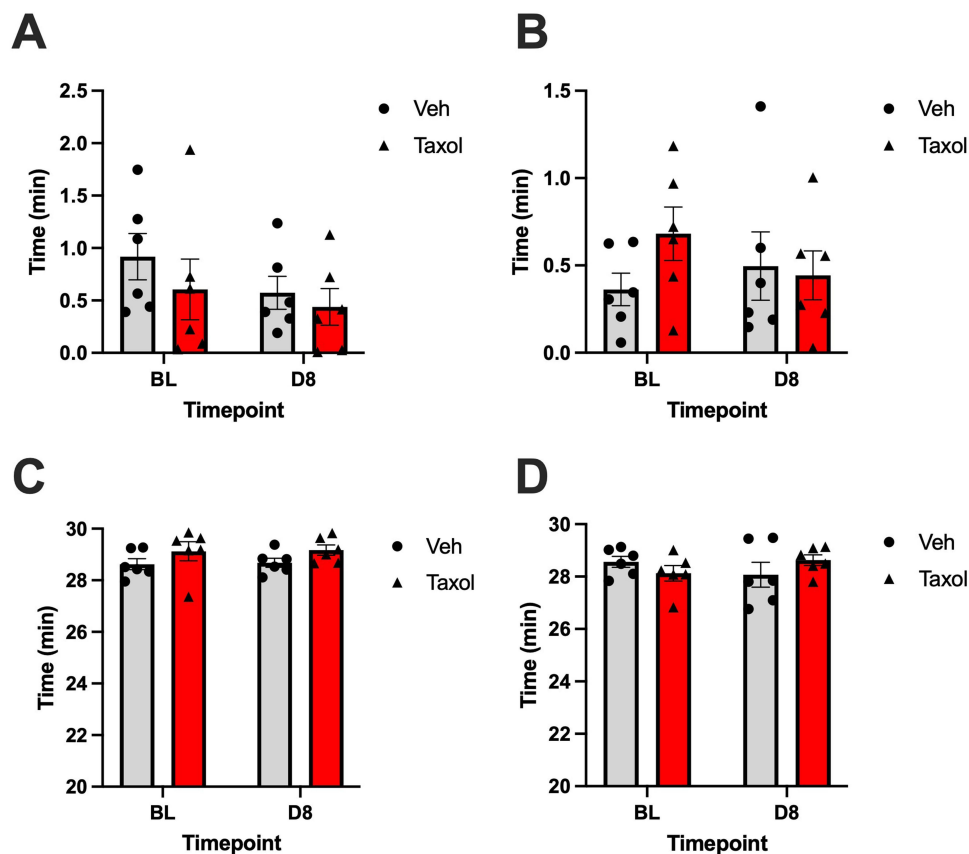 A
2.5
2.0
1.5
1.0
0.5
0.0
Time (min)
BL
D8
Timepoint
Veh
Taxol
B
1.5
1.0
0.5
0.0
Time (min)
BL
D8
Timepoint
Veh
Taxol
C
30
28
26
24
22
20
Time (min)
BL
D8
Timepoint
Veh
Taxol
D
30
28
26
24
22
20
Time (min)
BL
D8
Timepoint
Veh
Taxol